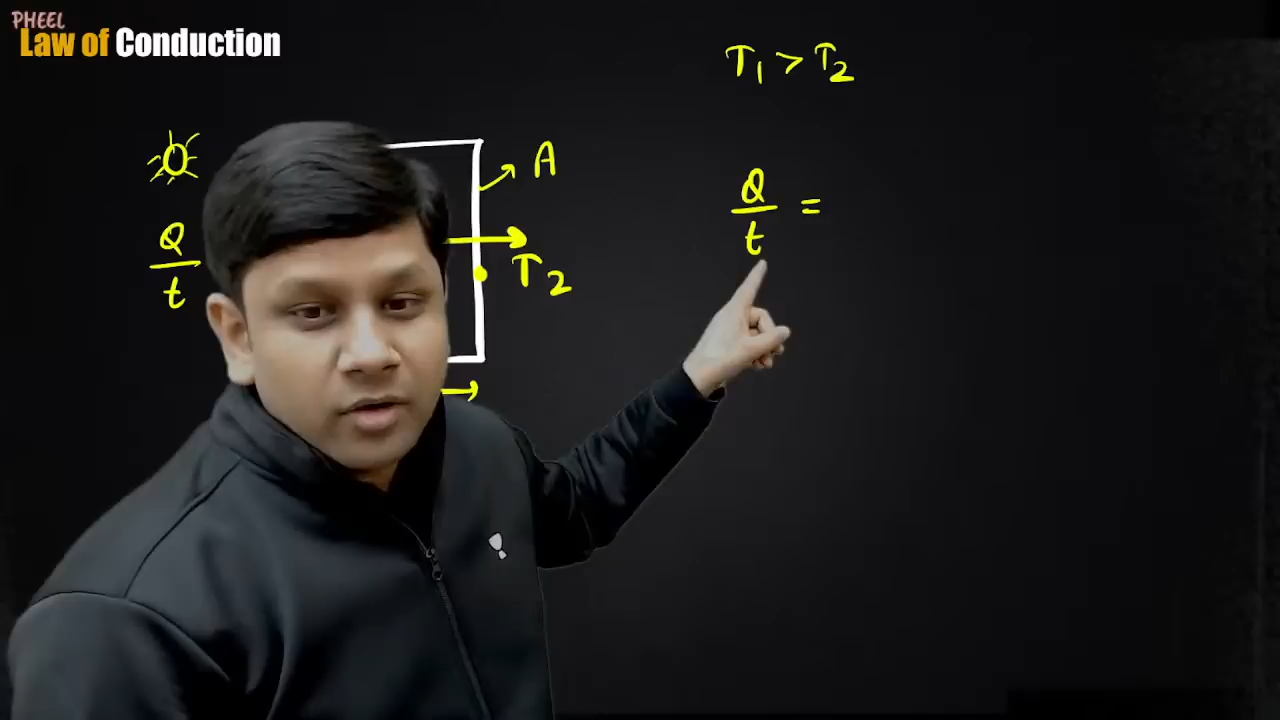 PHEEL
Law of Conduction
T1 > T2
A
Q/t =
Q/t
T2